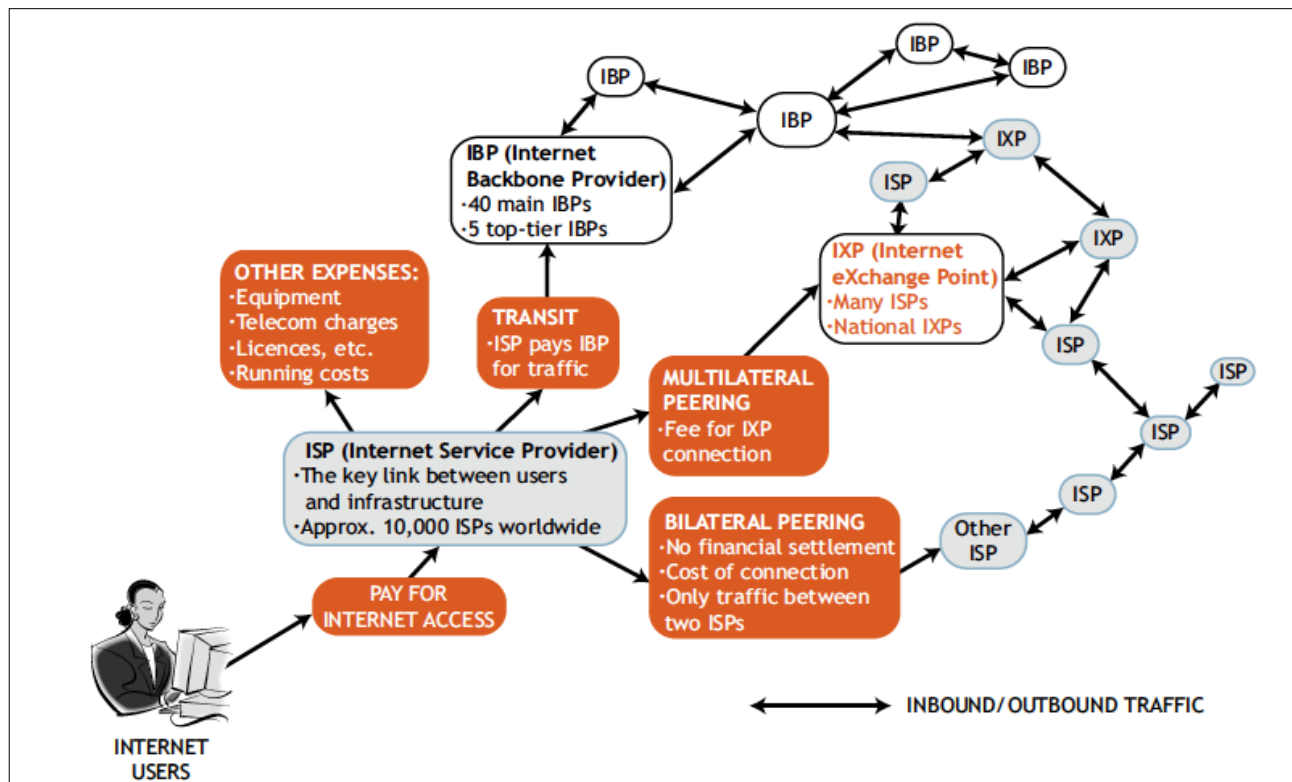 IBP
IBP
IBP
IBP
IBP (Internet
Backbone Provider)
·40 main IBPs
·5 top-tier IBPs
IXP
ISP
IXP
IXP (Internet
eXchange Point)
·Many ISPs
·National IXPs
OTHER EXPENSES:
·Equipment
·Telecom charges
·Licences, etc.
·Running costs
TRANSIT
·ISP pays IBP
for traffic
ISP
ISP
MULTILATERAL
PEERING
·Fee for IXP
connection
ISP
ISP (Internet Service Provider)
·The key link between users
and infrastructure
·Approx. 10,000 ISPs worldwide
ISP
BILATERAL PEERING
·No financial settlement
·Cost of connection
·Only traffic between
two ISPs
Other
ISP
PAY FOR
INTERNET ACCESS
INBOUND/OUTBOUND TRAFFIC
INTERNET
USERS